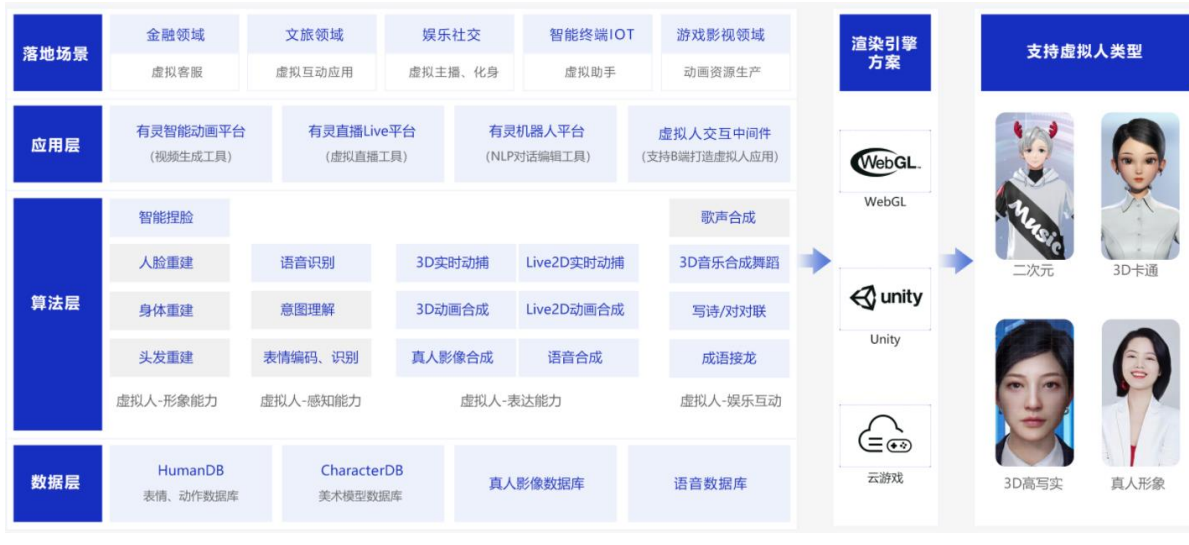 落地场景
金融领域
虚拟客服
文旅领域
虚拟互动应用
娱乐社交
虚拟主播、化身
智能终端IOT
虚拟助手
游戏影视领域
动画资源生产
应用层
有灵智能动画平台
(视频生成工具)
有灵直播Live平台
(虚拟直播工具)
有灵机器人平台
(NLP对话编辑工具)
虚拟人交互中间件
(支持B端打造虚拟人应用)
算法层
智能捏脸
人脸重建
身体重建
头发重建
虚拟人-形象能力
语音识别
意图理解
表情编码、识别
虚拟人-感知能力
3D实时动捕
Live2D实时动捕
3D动画合成
Live2D动画合成
真人影像合成
语音合成
虚拟人-表达能力
歌声合成
3D音乐合成舞蹈
写诗/对对联
成语接龙
虚拟人-娱乐互动
数据层
HumanDB
表情、动作数据库
CharacterDB
美术模型数据库
真人影像数据库
语音数据库
渲染引擎
方案
WebGL
WebGL
unity
Unity
云游戏
支持虚拟人类型
Music
二次元
3D卡通
3D高写实
真人形象